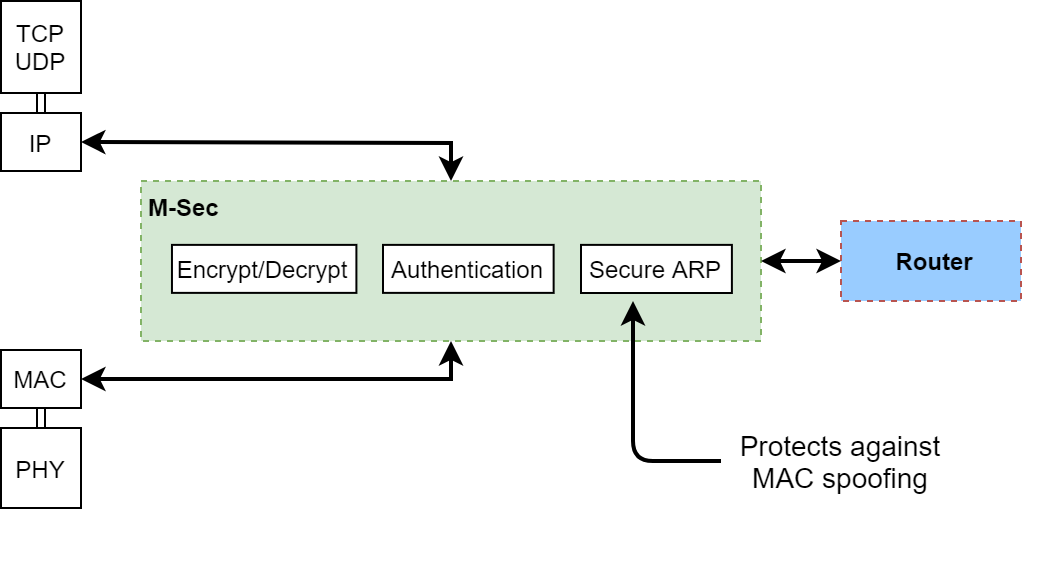 TCP
UDP
IP
M-Sec
Encrypt/Decrypt
Authentication
Secure ARP
Router
MAC
PHY
Protects against
MAC spoofing